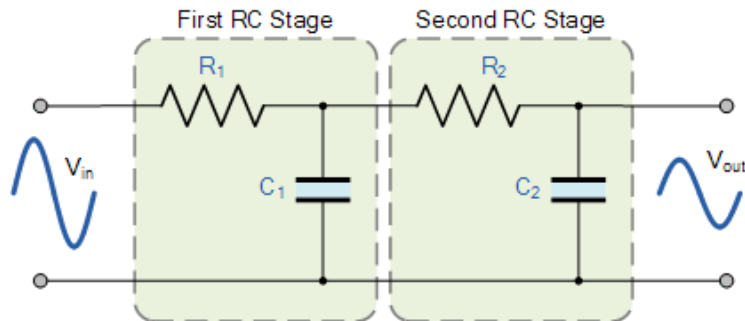 First RC Stage
Second RC Stage
R1
R2
Vin
C1
C2
Vout